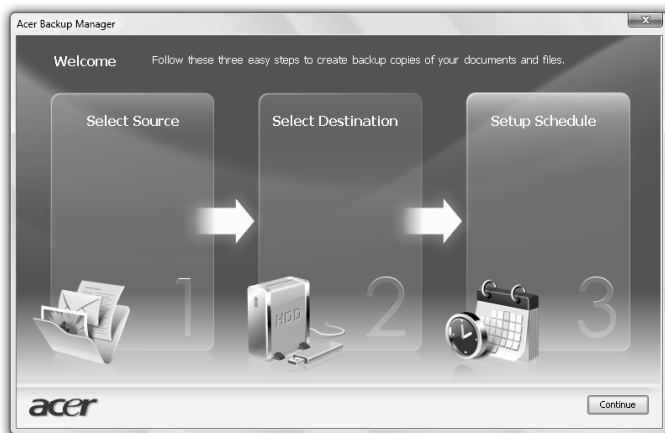 Acer Backup Manager
x
Welcome
Follow these three easy steps to create backup copies of your documents and files.
Select Source
Select Destination
Setup Schedule
HDD
1
2
3
acer
Continue